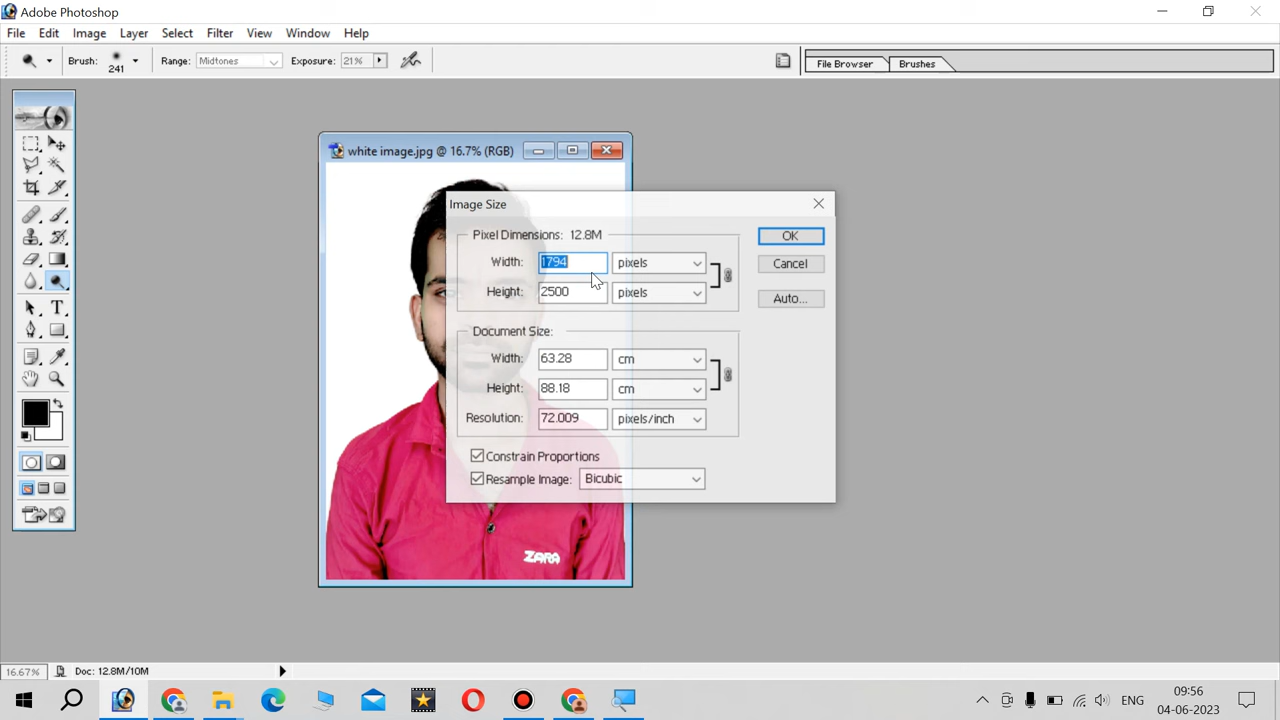 Adobe Photoshop
File Edit Image Layer Select Filter View Window Help
Brush: 241 Range: Midtones Exposure: 21% File Browser Brushes
white image.jpg @ 16.7% (RGB)
Image Size
Pixel Dimensions: 12.8M
Width: 1794 pixels
Height: 2500 pixels
OK
Cancel
Auto...
Document Size:
Width: 63.28 cm
Height: 88.18 cm
Resolution: 72.009 pixels/inch
Constrain Proportions
Resample Image: Bicubic
ZARA
16.67% Doc: 12.8M/10M
ENG
09:56
04-06-2023